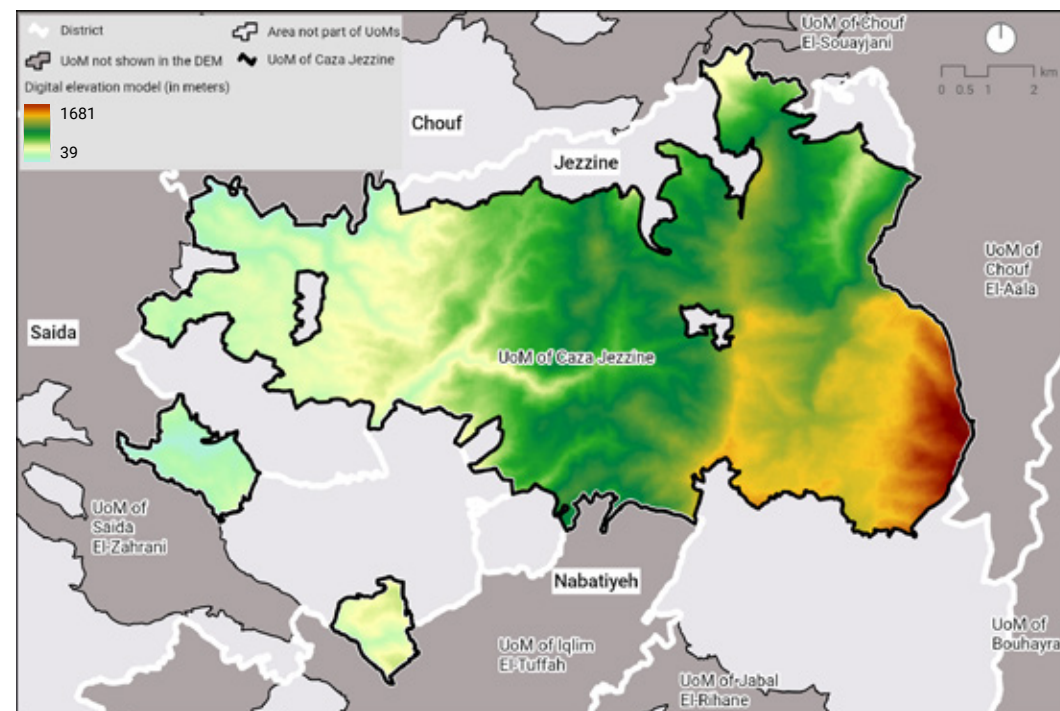 District
Area not part of UoMs
UoM not shown in the DEM
UoM of Caza Jezzine
Digital elevation model (in meters)
1681
39
UoM of Chouf
El-Souayjani
km
0 0.5 1 2
Chouf
Jezzine
UoM of
Chouf
El-Aala
Saida
UoM of Caza Jezzine
UoM of
Saida
El-Zahrani
Nabatiyeh
UoM of Iqlim
El-Tuffah
UoM of
Bouhayra
UoM of Jabal
El-Rihane